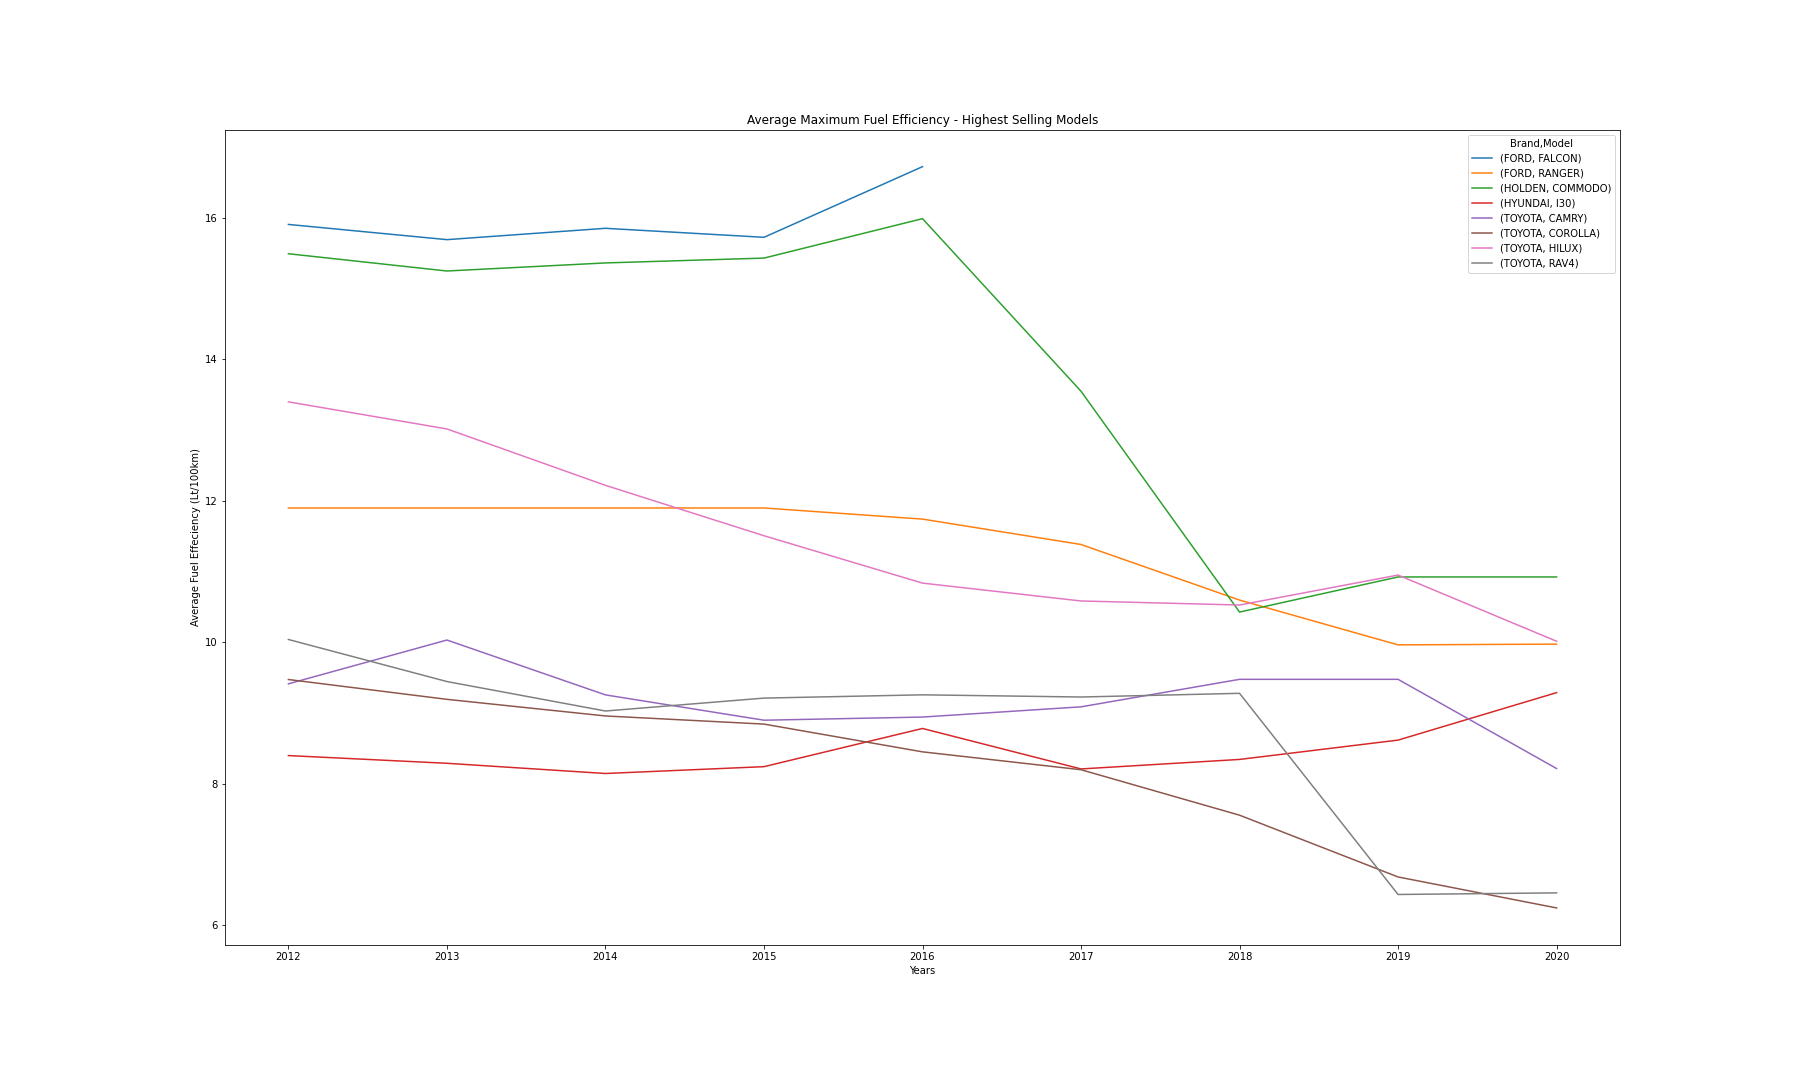 Average Maximum Fuel Efficiency - Highest Selling Models
Brand,Model
(FORD, FALCON)
(FORD, RANGER)
(HOLDEN, COMMODO)
(HYUNDAI, I30)
(TOYOTA, CAMRY)
(TOYOTA, COROLLA)
(TOYOTA, HILUX)
(TOYOTA, RAV4)
Average Fuel Effeciency (Lt/100km)
16
14
12
10
8
6
2012 2013 2014 2015 2016 2017 2018 2019 2020
Years